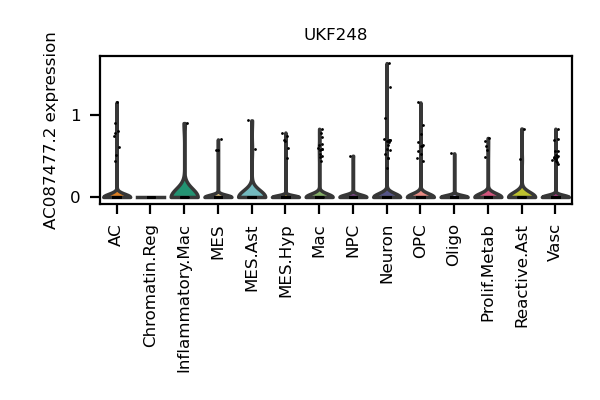 UKF248
AC087477.2 expression
1
0
AC
Chromatin.Reg
Inflammatory.Mac
MES
MES.Ast
MES.Hyp
Mac
NPC
Neuron
OPC
Oligo
Prolif.Metab
Reactive.Ast
Vasc